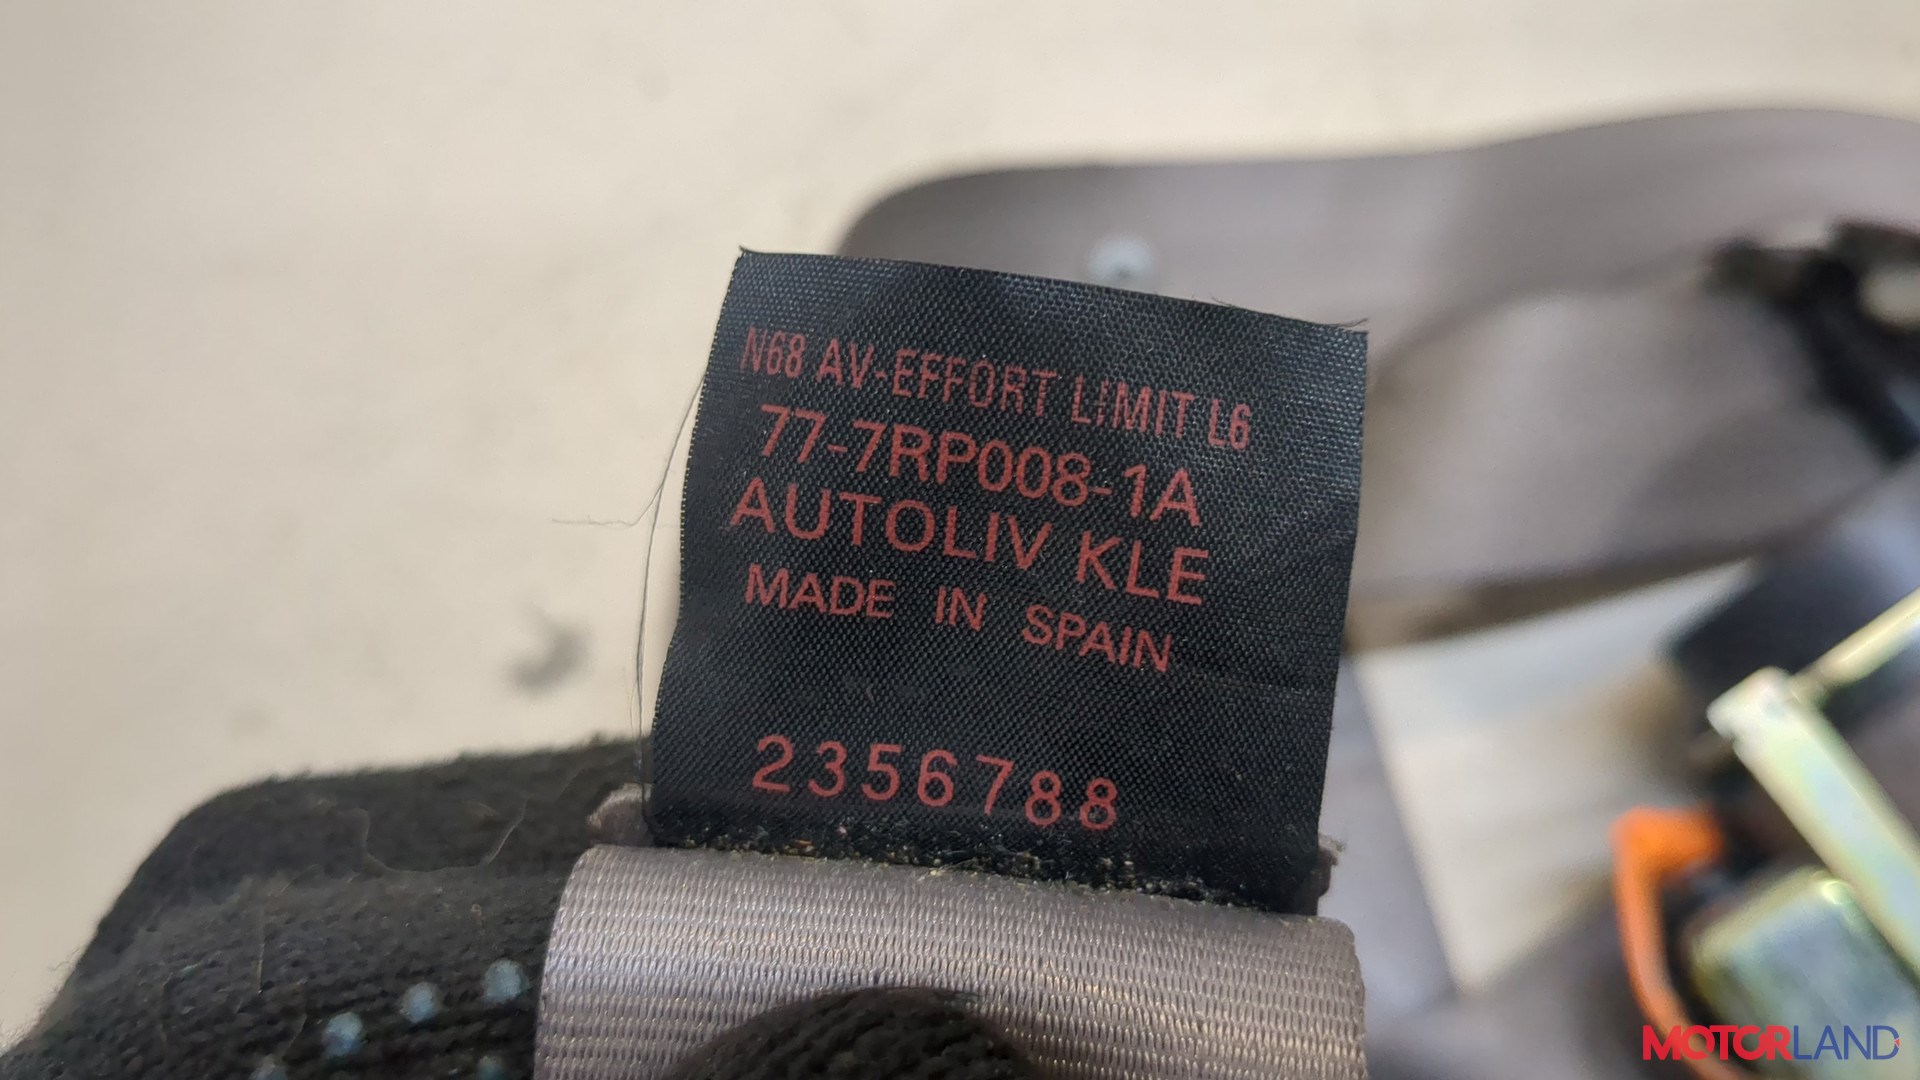 N68 AV-EFFORT LIMIT L6
77-7RP008-1A
AUTOLIV KLE
MADE IN SPAIN
2356788
MOTORLAND